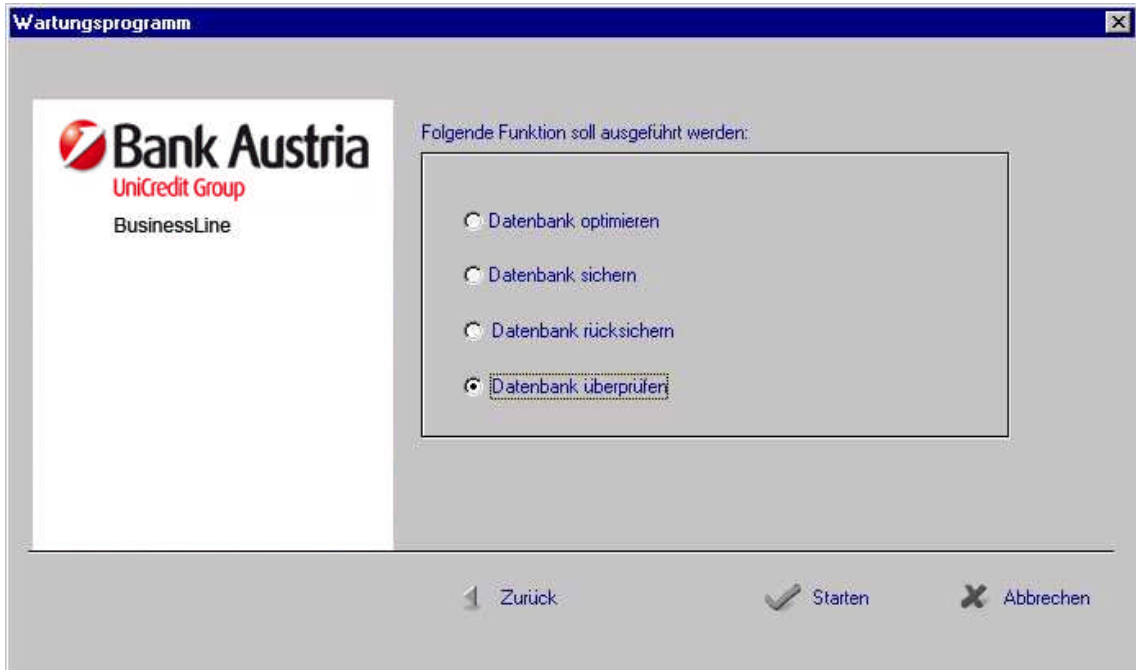 Wartungsprogramm
Bank Austria
UniCredit Group
BusinessLine
Folgende Funktion soll ausgeführt werden:
Datenbank optimieren
Datenbank sichern
Datenbank rücksichern
Datenbank überprüfen
Zurück
Starten
Abbrechen